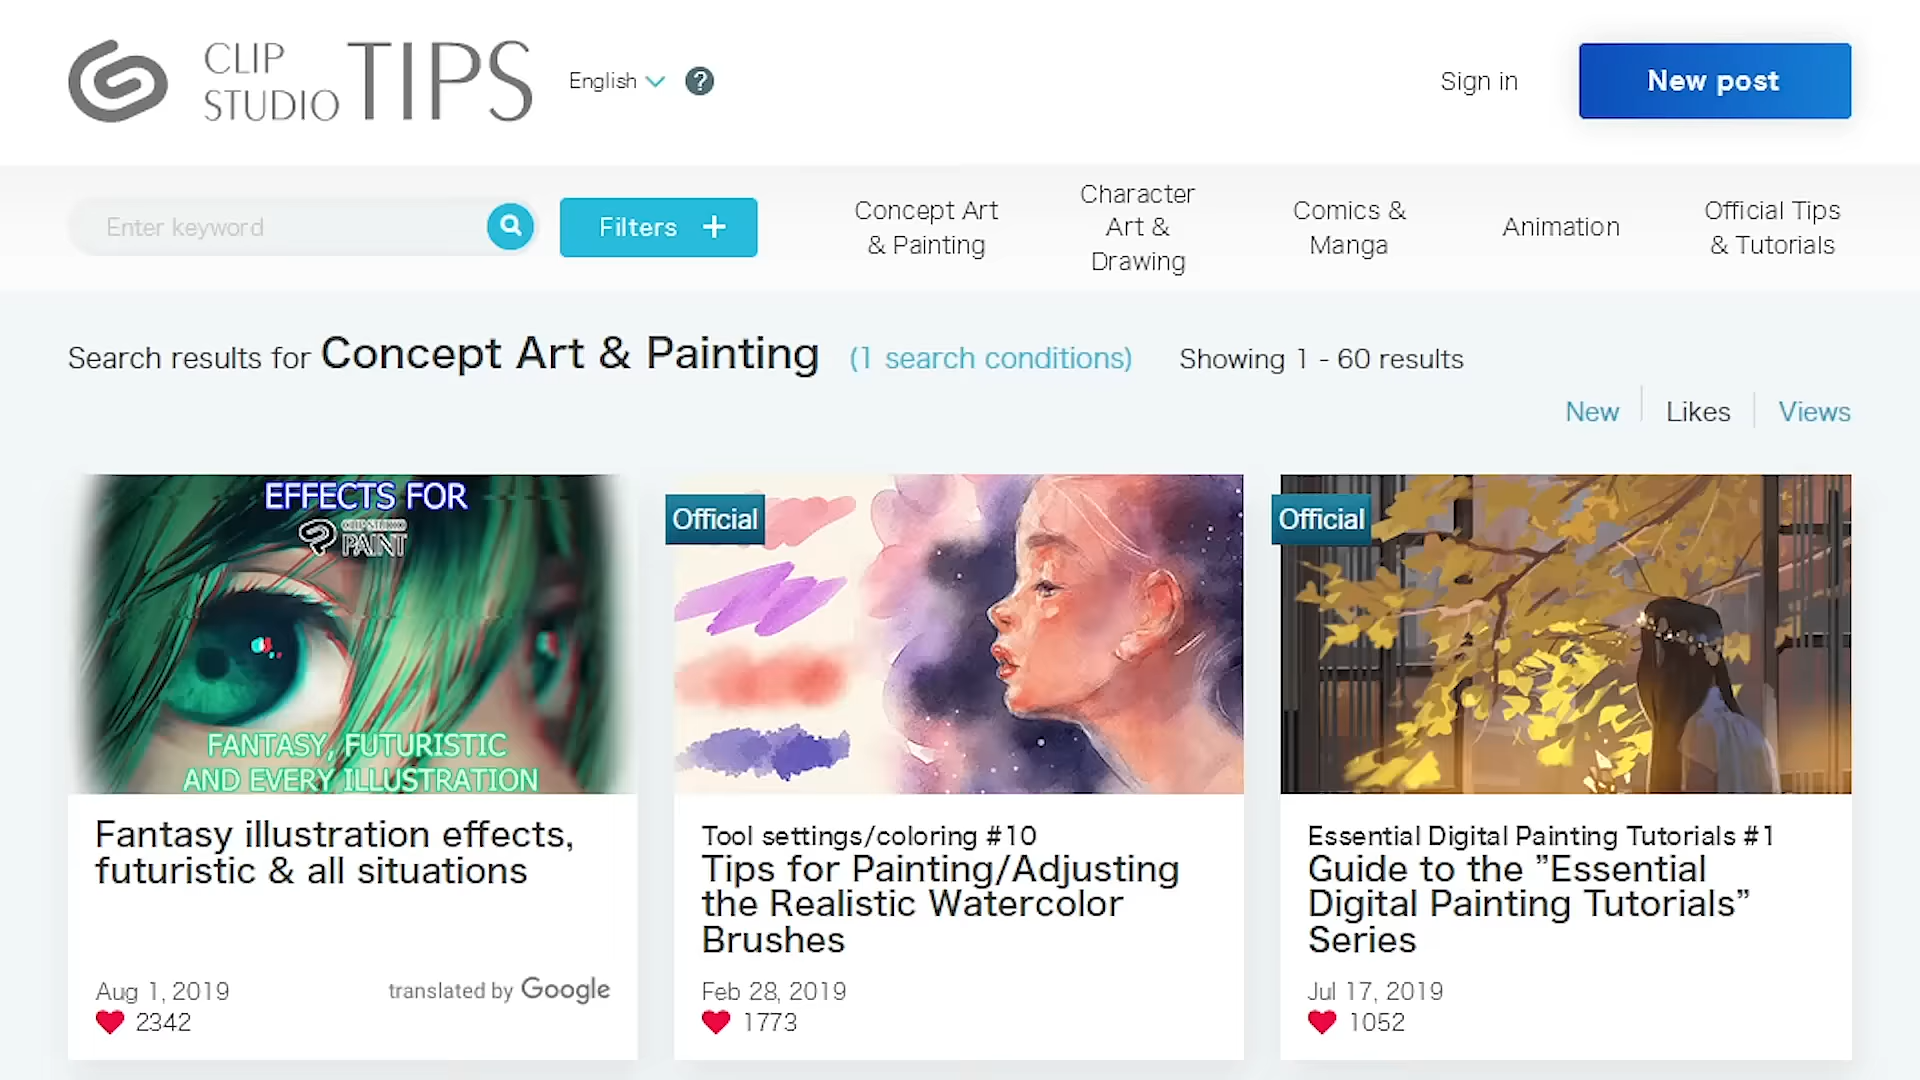 CLIP
STUDIO TIPS
English
?
Sign in
New post
Enter keyword
Filters +
Concept Art
& Painting
Character
Art &
Drawing
Comics &
Manga
Animation
Official Tips
& Tutorials
Search results for Concept Art & Painting (1 search conditions) Showing 1 - 60 results
New
Likes
Views
EFFECTS FOR
CLIP STUDIO
PAINT
FANTASY, FUTURISTIC
AND EVERY ILLUSTRATION
Fantasy illustration effects,
futuristic & all situations
Aug 1, 2019
translated by Google
2342
Official
Tool settings/coloring #10
Tips for Painting/Adjusting
the Realistic Watercolor
Brushes
Feb 28, 2019
1773
Official
Essential Digital Painting Tutorials #1
Guide to the ”Essential
Digital Painting Tutorials”
Series
Jul 17, 2019
1052